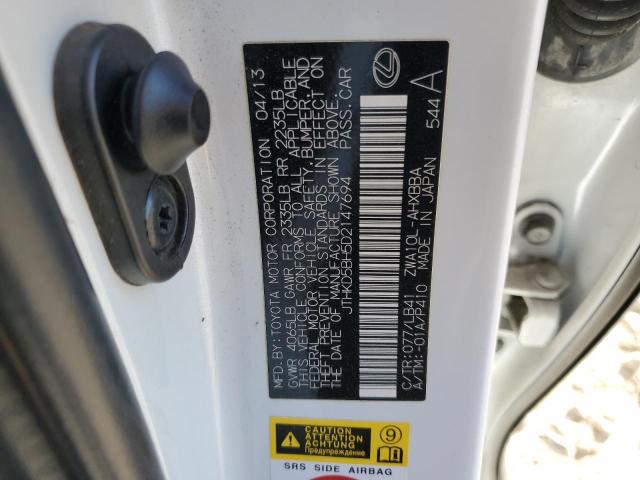 MFD.BY:TOYOTA MOTOR CORPORATION 04/13
GVWR 4065LB GAWR FR 2335LB RR 2235LB
THIS VEHICLE CONFORMS TO ALL APPLICABLE
FEDERAL MOTOR VEHICLE SAFETY,BUMPER,AND
THEFT PREVENTION STANDARDS IN EFFECT ON
THE DATE OF MANUFACTURE SHOWN ABOVE.
JTHKD5BH6D2147694 PASS.CAR
C/TR:077/LB41 ZWA10L-AHXBBA
A/TM:-01A/P410 MADE IN JAPAN 544 A
CAUTION
ATTENTION
ACHTUNG
Предупреждение
9
SRS SIDE AIRBAG